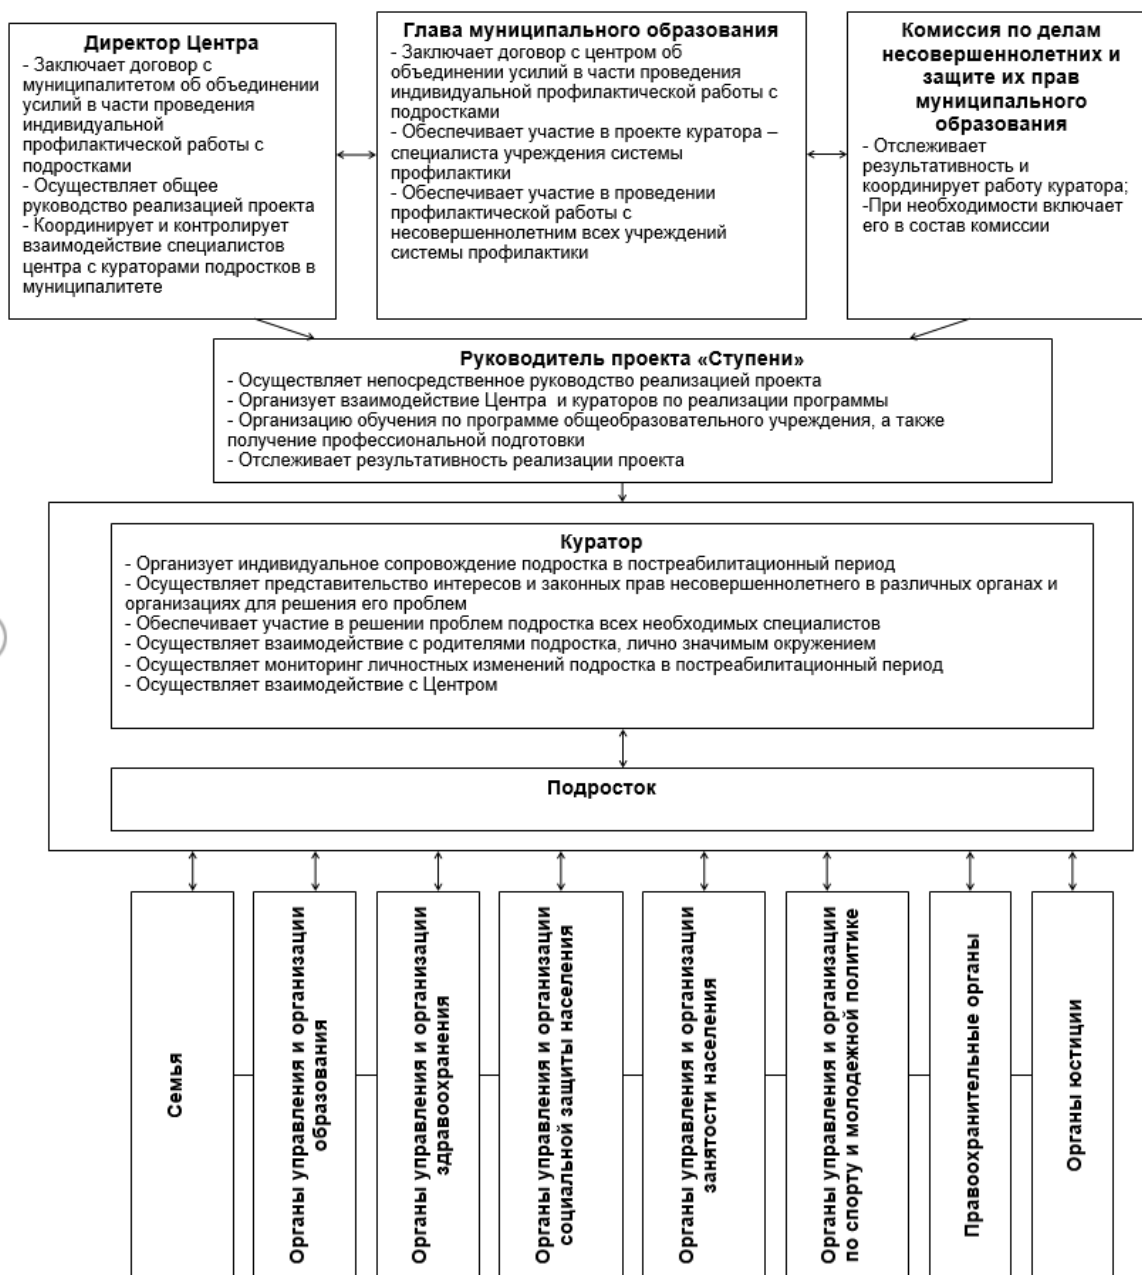 Директор Центра
- Заключает договор с
муниципалитетом об объединении
усилий в части проведения
индивидуальной
профилактической работы с
подростками
- Осуществляет общее
руководство реализацией проекта
- Координирует и контролирует
взаимодействие специалистов
центра с кураторами подростков в
муниципалитете
Глава муниципального образования
- Заключает договор с центром об
объединении усилий в части проведения
индивидуальной профилактической работы с
подростками
- Обеспечивает участие в проекте куратора –
специалиста учреждения системы
профилактики
- Обеспечивает участие в проведении
профилактической работы с
несовершеннолетним всех учреждений
системы профилактики
Комиссия по делам
несовершеннолетних и
защите их прав
муниципального
образования
- Отслеживает
результативность и
координирует работу куратора;
-При необходимости включает
его в состав комиссии
Руководитель проекта «Ступени»
- Осуществляет непосредственное руководство реализацией проекта
- Организует взаимодействие Центра и кураторов по реализации программы
- Организацию обучения по программе общеобразовательного учреждения, а также
получение профессиональной подготовки
- Отслеживает результативность реализации проекта
Куратор
- Организует индивидуальное сопровождение подростка в постреабилитационный период
- Осуществляет представительство интересов и законных прав несовершеннолетнего в различных органах и
организациях для решения его проблем
- Обеспечивает участие в решении проблем подростка всех необходимых специалистов
- Осуществляет взаимодействие с родителями подростка, лично значимым окружением
- Осуществляет мониторинг личностных изменений подростка в постреабилитационный период
- Осуществляет взаимодействие с Центром
Подросток
Семья
Органы управления и организации
образования
Органы управления и организации
здравоохранения
Органы управления и организации
социальной защиты населения
Органы управления и организации
занятости населения
Органы управления и организации
по спорту и молодежной политике
Правоохранительные органы
Органы юстиции